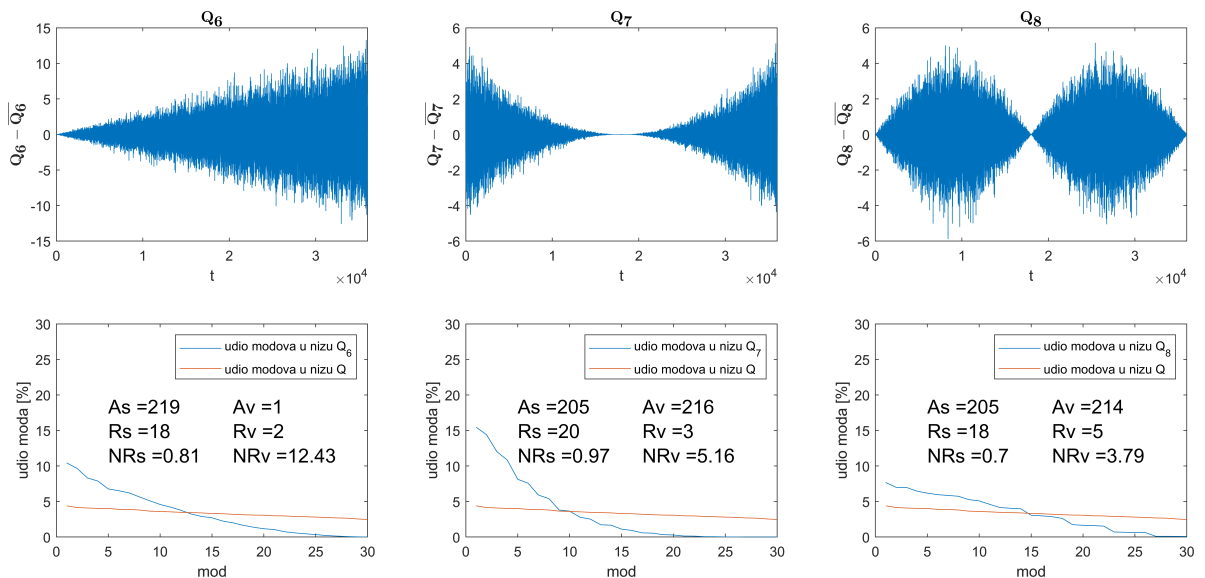 Q6
Q6 − Q6
15
10
5
0
-5
-10
-15
0
1
2
3
×10^4
t
Q7
Q7 − Q7
6
4
2
0
-2
-4
-6
0
1
2
3
×10^4
t
Q8
Q8 − Q8
6
4
2
0
-2
-4
-6
0
1
2
3
×10^4
t
udio moda [%]
30
25
20
15
10
5
0
udio modova u nizu Q6
udio modova u nizu Q
As =219 Av =1
Rs =18 Rv =2
NRs =0.81 NRv =12.43
0 5 10 15 20 25 30
mod
udio moda [%]
30
25
20
15
10
5
0
udio modova u nizu Q7
udio modova u nizu Q
As =205 Av =216
Rs =20 Rv =3
NRs =0.97 NRv =5.16
0 5 10 15 20 25 30
mod
udio moda [%]
30
25
20
15
10
5
0
udio modova u nizu Q8
udio modova u nizu Q
As =205 Av =214
Rs =18 Rv =5
NRs =0.7 NRv =3.79
0 5 10 15 20 25 30
mod